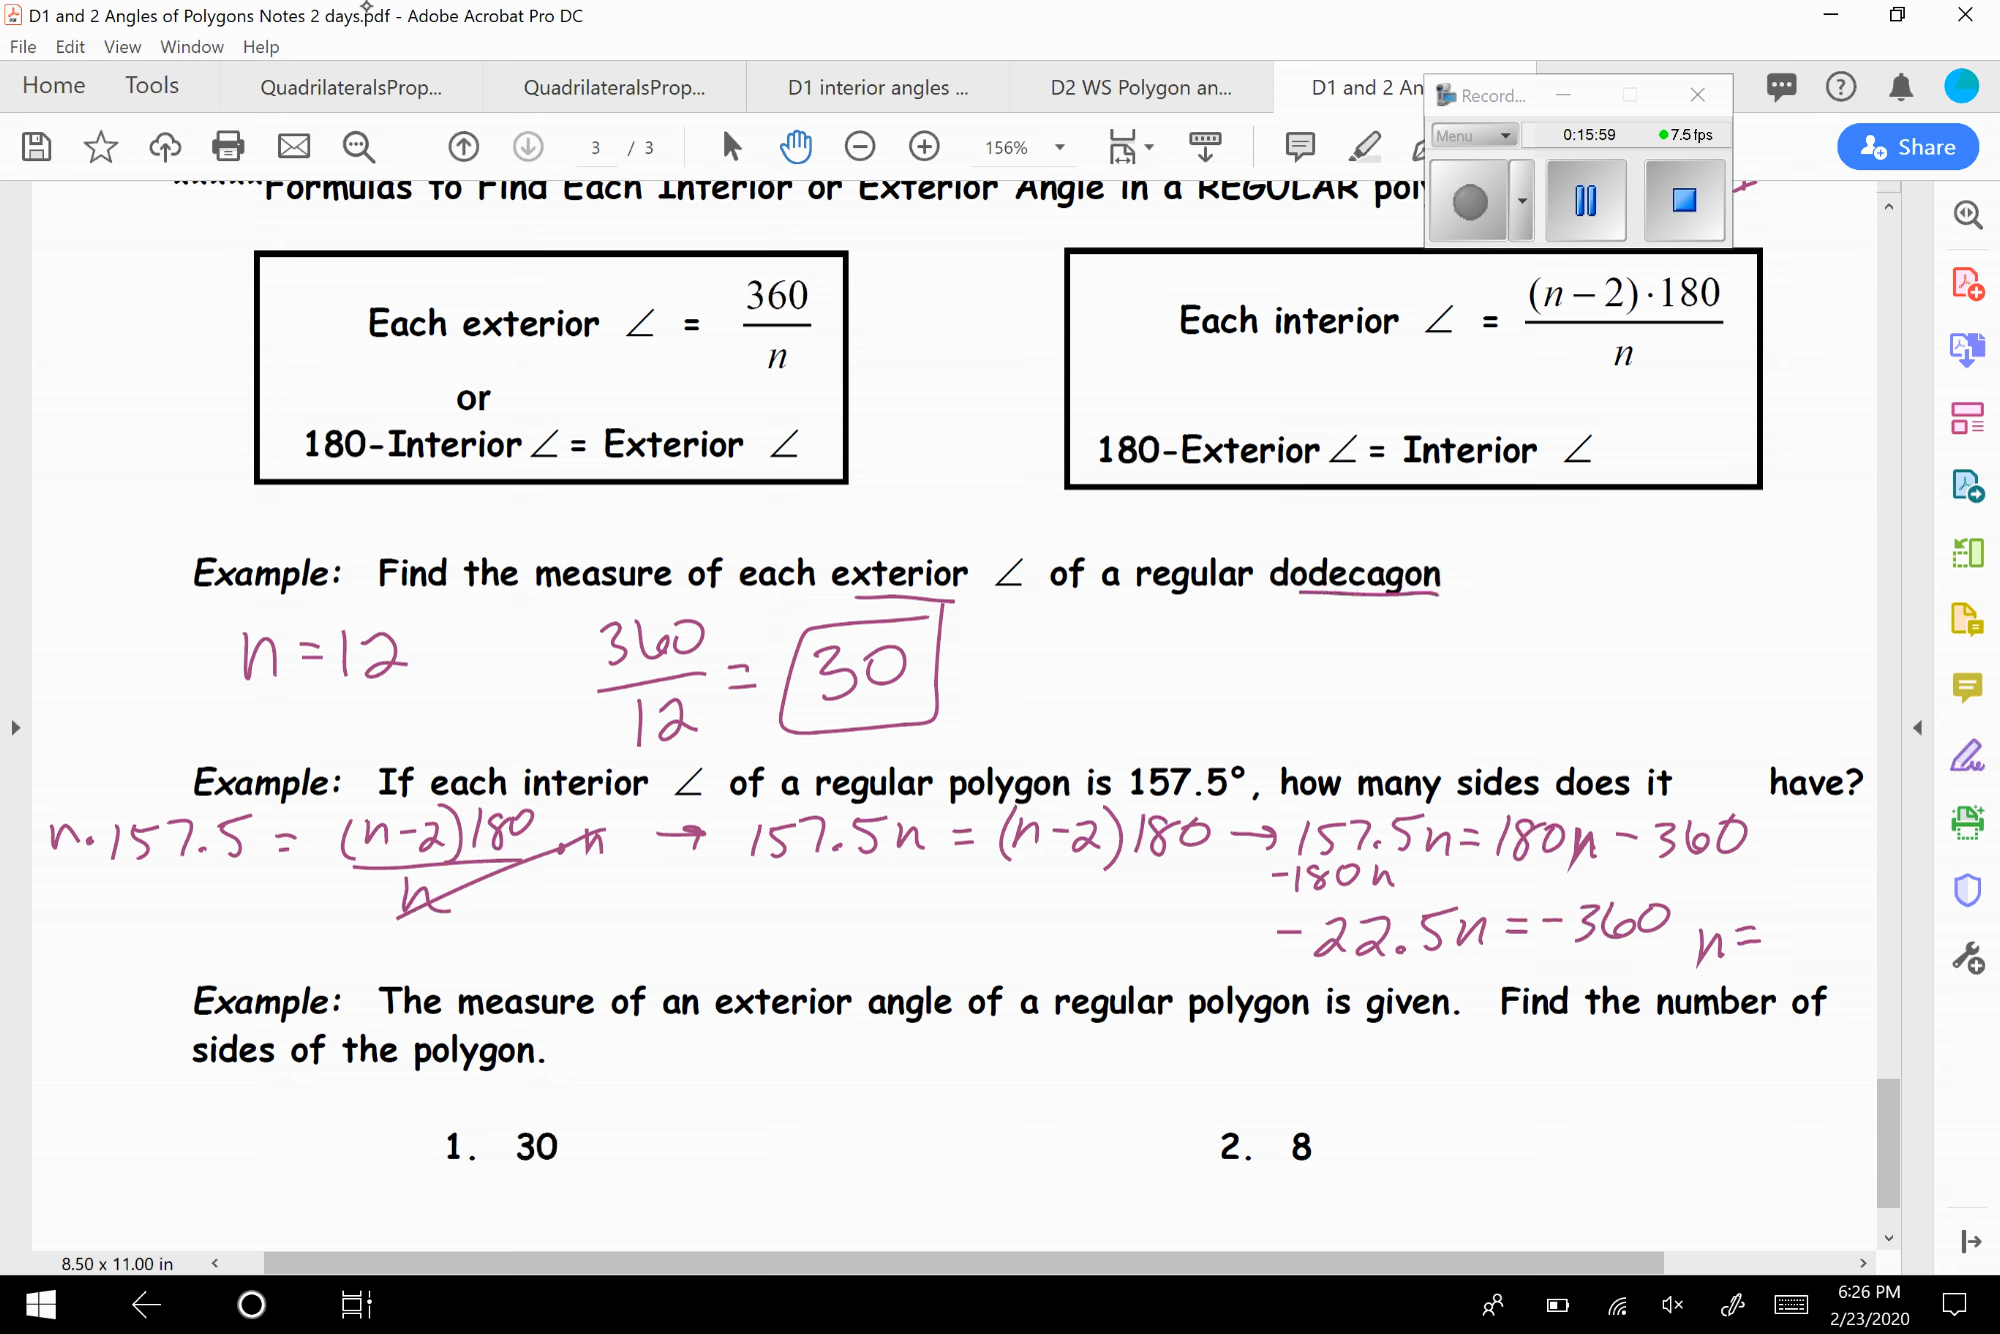 D1 and 2 Angles of Polygons Notes 2 days.pdf - Adobe Acrobat Pro DC
File Edit View Window Help
Home Tools QuadrilateralsProp... QuadrilateralsProp... D1 interior angles ... D2 WS Polygon an... D1 and 2 An
Record...
Menu 0:15:59 7.5 fps
3 / 3 156% Share
*****Formulas to Find Each Interior or Exterior Angle in a REGULAR poly
Each exterior ∠ = 360/n
or
180-Interior ∠ = Exterior ∠
Each interior ∠ = (n – 2)·180/n
180-Exterior ∠ = Interior ∠
Example: Find the measure of each exterior ∠ of a regular dodecagon
n = 12 360/12 = 30
Example: If each interior ∠ of a regular polygon is 157.5°, how many sides does it have?
n·157.5 = (n-2)180/n ·n → 157.5n = (n-2)180 → 157.5n = 180n - 360
-180n
-22.5n = -360 n =
Example: The measure of an exterior angle of a regular polygon is given. Find the number of
sides of the polygon.
1. 30 2. 8
8.50 x 11.00 in
6:26 PM
2/23/2020